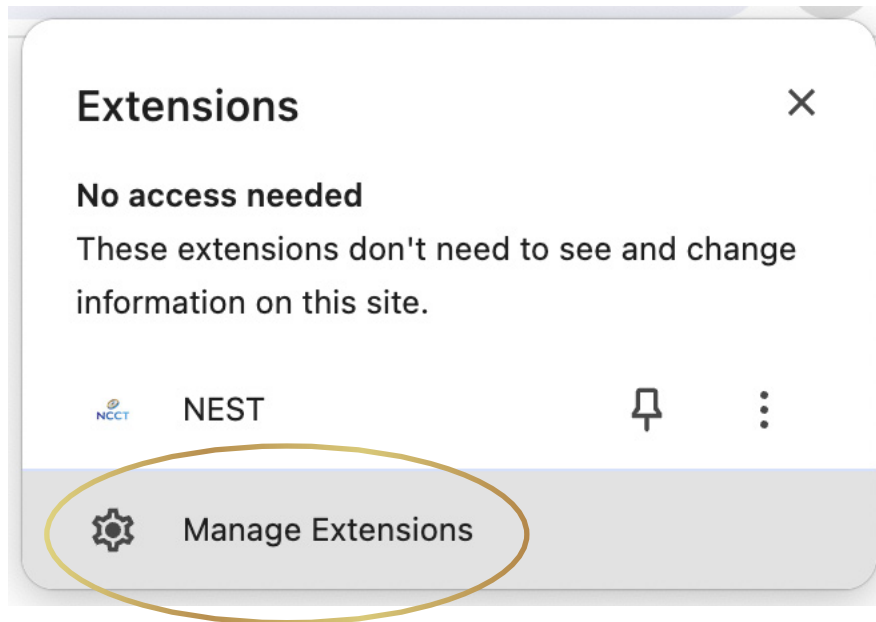 Extensions
No access needed
These extensions don't need to see and change
information on this site.
NCCT NEST
Manage Extensions